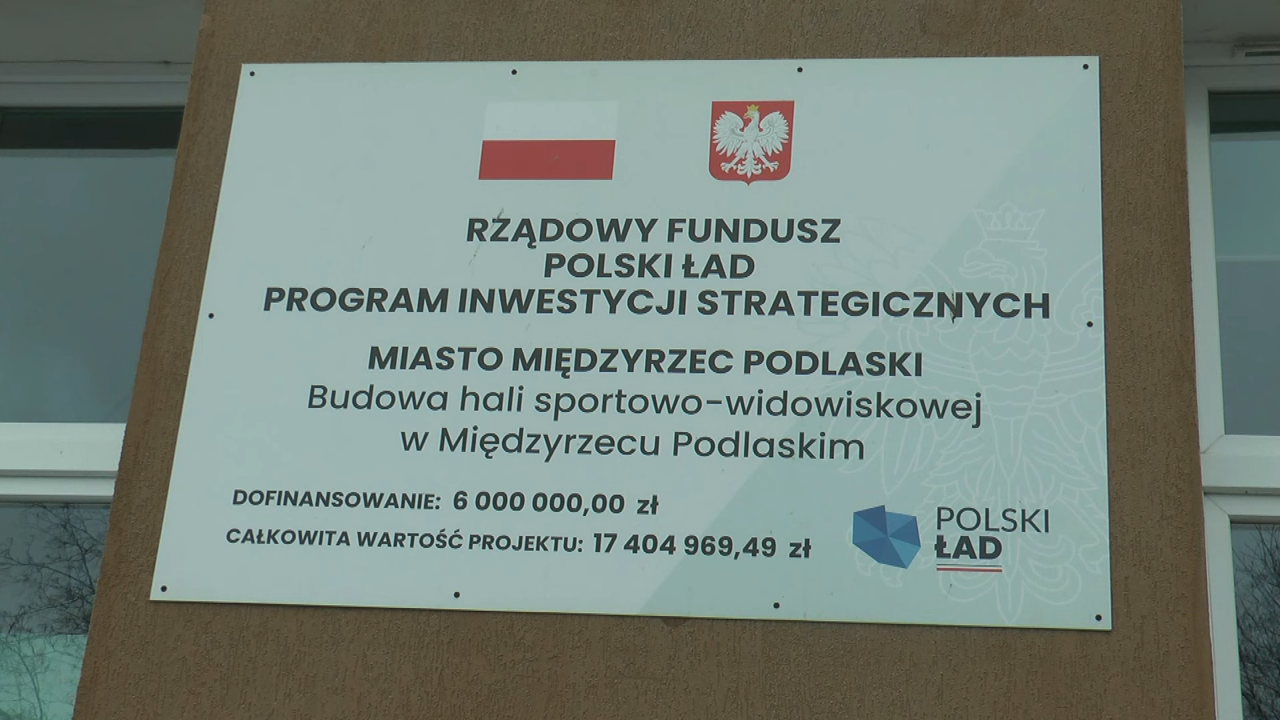 RZĄDOWY FUNDUSZ
POLSKI ŁAD
PROGRAM INWESTYCJI STRATEGICZNYCH
MIASTO MIĘDZYRZEC PODLASKI
Budowa hali sportowo-widowiskowej
w Międzyrzecu Podlaskim
DOFINANSOWANIE: 6 000 000,00 zł
CAŁKOWITA WARTOŚĆ PROJEKTU: 17 404 969,49 zł
POLSKI
ŁAD